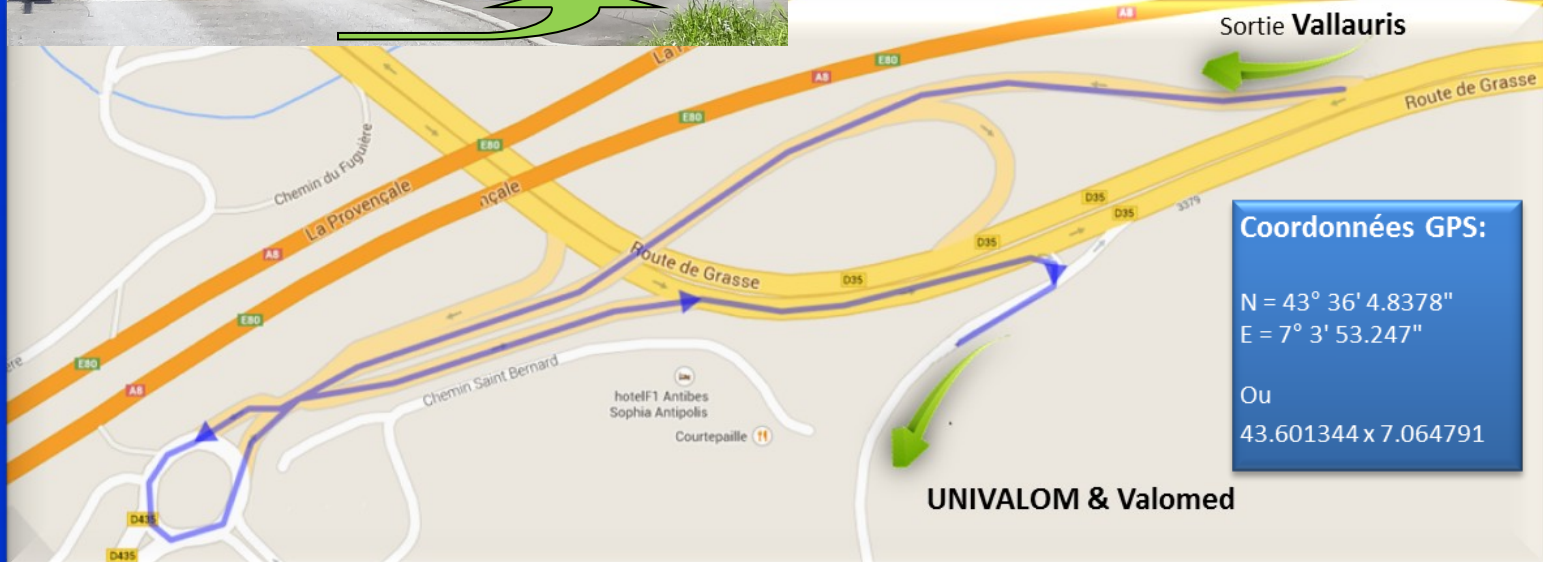 A8
Sortie Vallauris
La
E80
A8
Route de Grasse
E80
E80
Chemin du Fuguière
La Provençale
nçale
D35
3379
D35
Coordonnées GPS:
A8
Route de Grasse
D35
D35
N = 43° 36' 4.8378"
E = 7° 3' 53.247"
E80
E80
A8
Chemin Saint Bernard
hotelF1 Antibes
Sophia Antipolis
Ou
Courtepaille
43.601344 x 7.064791
UNIVALOM & Valomed
D435
D435